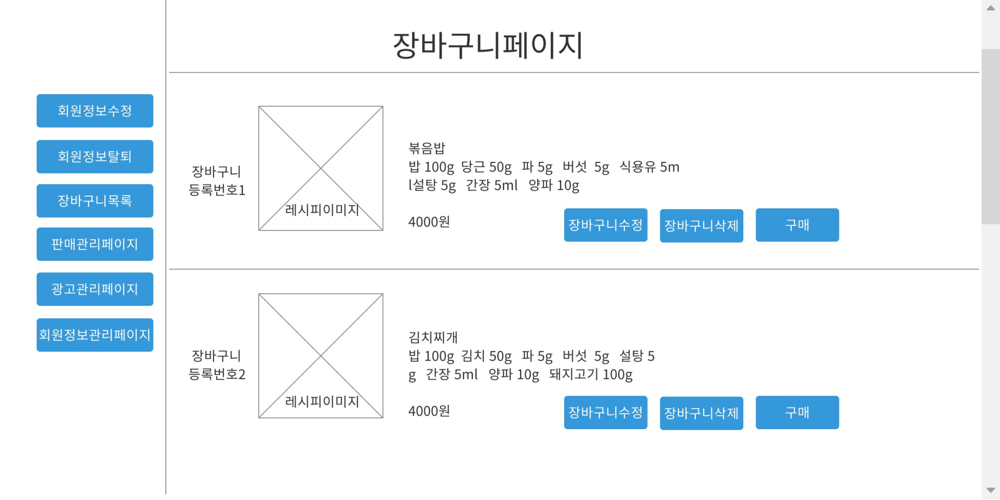 장바구니페이지
회원정보수정
회원정보탈퇴
장바구니목록
판매관리페이지
광고관리페이지
회원정보관리페이지
장바구니
등록번호1
레시피이미지
볶음밥
밥 100g  당근 50g   파 5g   버섯  5g   식용유 5m
l설탕 5g   간장 5ml   양파 10g
4000원
장바구니수정
장바구니삭제
구매
장바구니
등록번호2
레시피이미지
김치찌개
밥 100g  김치 50g   파 5g   버섯  5g   설탕 5
g   간장 5ml   양파 10g   돼지고기 100g
4000원
장바구니수정
장바구니삭제
구매